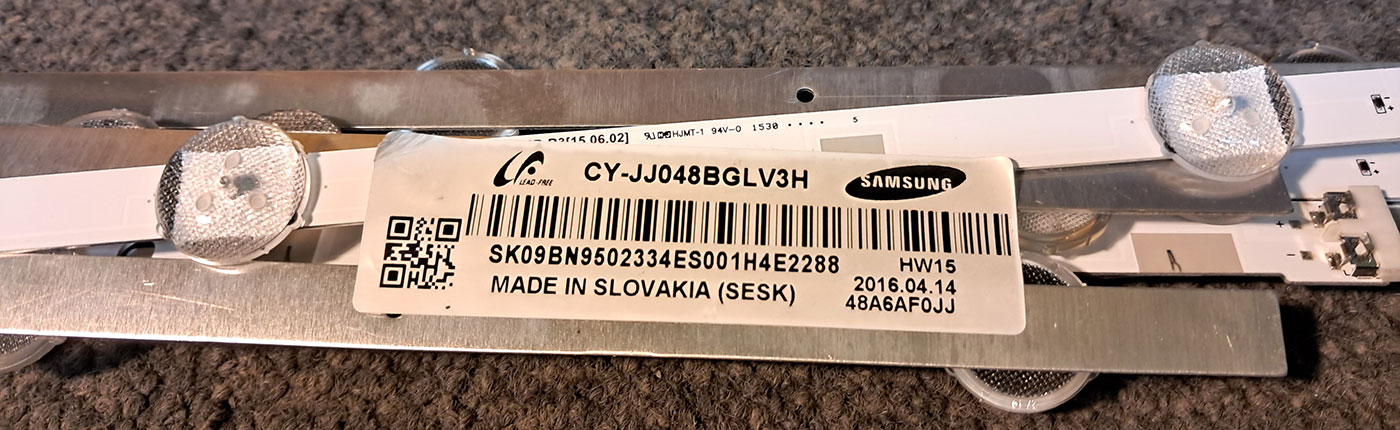 [15.06.02] HJMT-1 94V-0 1530 5
LEAD-FREE
CY-JJ048BGLV3H
SAMSUNG
SK09BN9502334ES001H4E2288
HW15
MADE IN SLOVAKIA (SESK)
2016.04.14
48A6AF0JJ
A